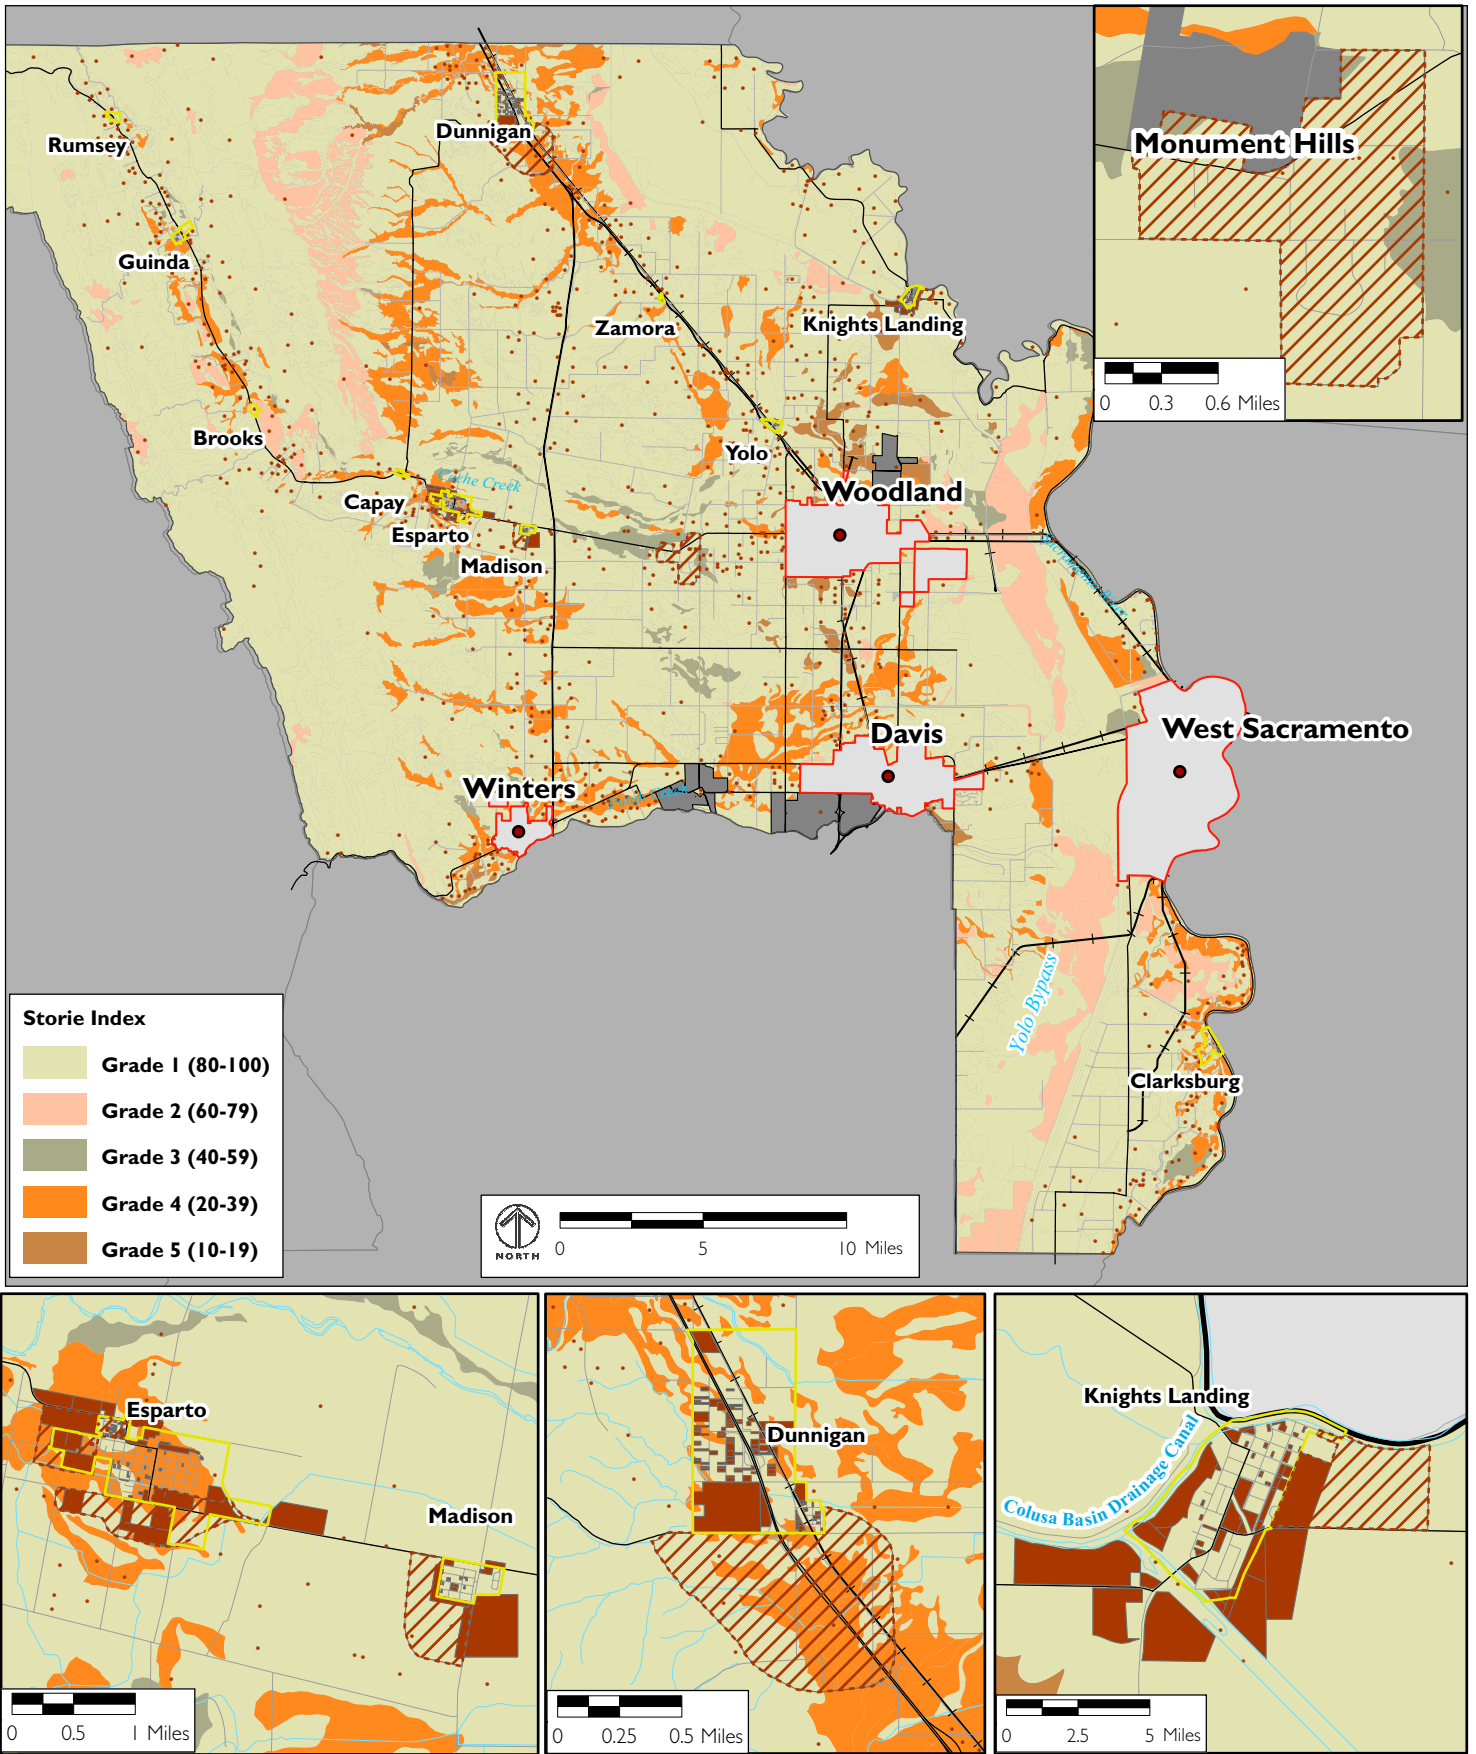 Monument Hills
0 0.3 0.6 Miles
Rumsey
Dunnigan
Guinda
Zamora
Knights Landing
Brooks
Yolo
Cache Creek
Capay
Woodland
Esparto
Madison
Sacramento River
Davis
West Sacramento
Winters
Putah Creek
Yolo Bypass
Clarksburg
Storie Index
Grade 1 (80-100)
Grade 2 (60-79)
Grade 3 (40-59)
Grade 4 (20-39)
Grade 5 (10-19)
NORTH
0 5 10 Miles
Esparto
Madison
0 0.5 1 Miles
Dunnigan
0 0.25 0.5 Miles
Knights Landing
Colusa Basin Drainage Canal
0 2.5 5 Miles